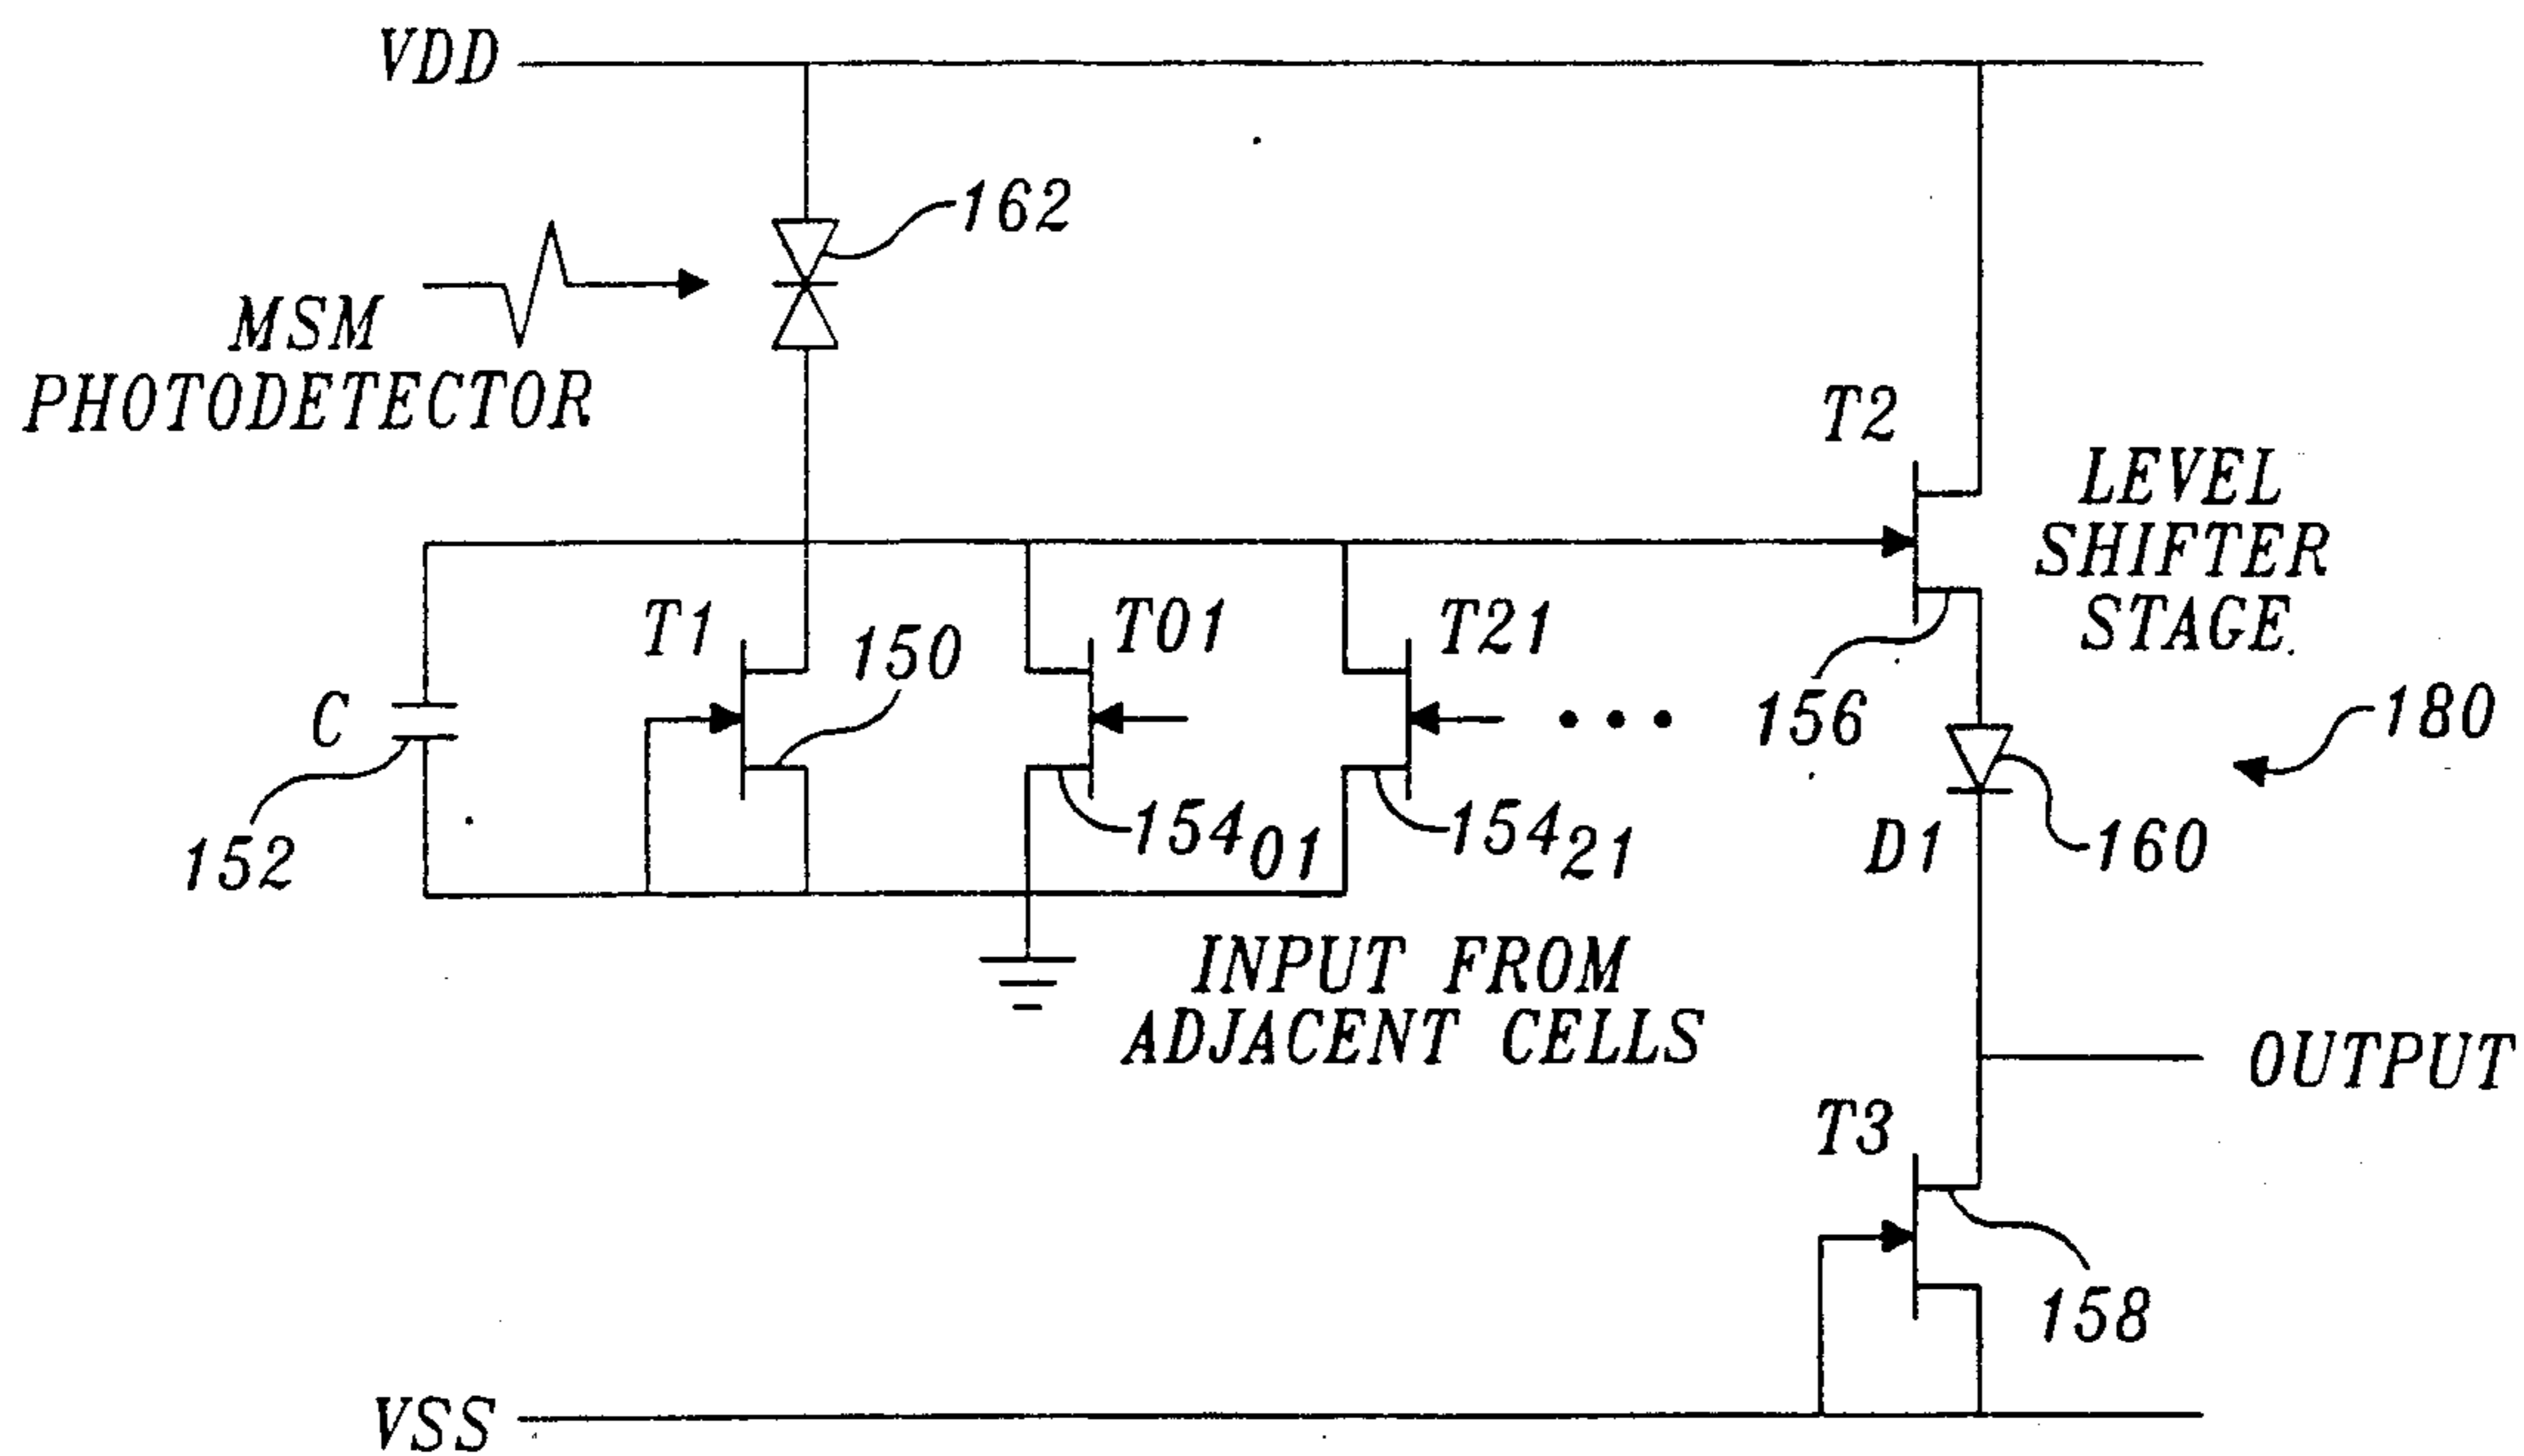 VDD
162
MSM
PHOTODETECTOR
T2
LEVEL
SHIFTER
STAGE
T1
150
T01
T21
156
180
C
152
154 01
154 21
D1
160
INPUT FROM
ADJACENT CELLS
OUTPUT
T3
158
VSS